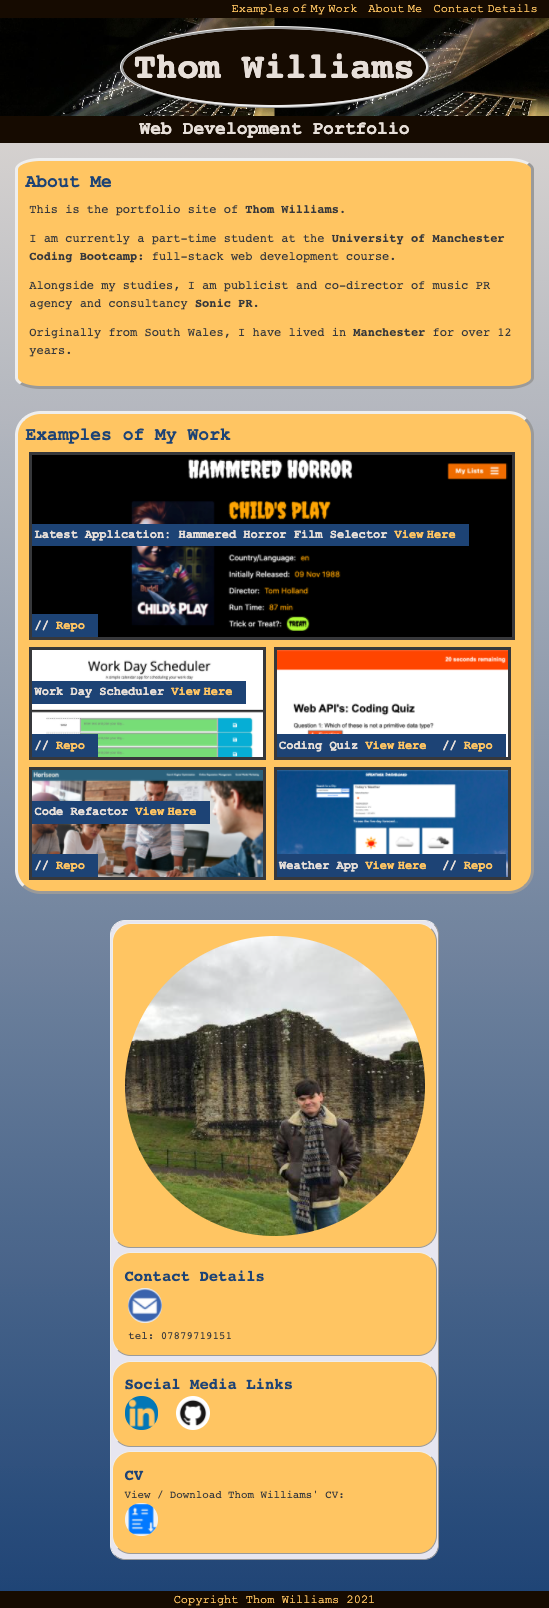 Examples of My Work About Me Contact Details
Thom Williams
Web Development Portfolio
About Me
This is the portfolio site of Thom Williams.
I am currently a part-time student at the University of Manchester
Coding Bootcamp: full-stack web development course.
Alongside my studies, I am publicist and co-director of music PR
agency and consultancy Sonic PR.
Originally from South Wales, I have lived in Manchester for over 12
years.
Examples of My Work
HAMMERED HORROR
My Lists
CHILD'S PLAY
Latest Application: Hammered Horror Film Selector View Here
Country/Language: en
Initially Released: 09 Nov 1988
Director: Tom Holland
Run Time: 87 min
Trick or Treat?: TREAT!
CHILD'S PLAY
// Repo
Work Day Scheduler
A simple calendar app for scheduling your work day
Work Day Scheduler View Here
// Repo
20 seconds remaining
Web API's: Coding Quiz
Question 1: Which of these is not a primitive data type?
Coding Quiz View Here // Repo
Horiseon
Code Refactor View Here
// Repo
Weather Dashboard
Weather App View Here // Repo
Contact Details
tel: 07879719151
Social Media Links
in
CV
View / Download Thom Williams' CV:
Copyright Thom Williams 2021